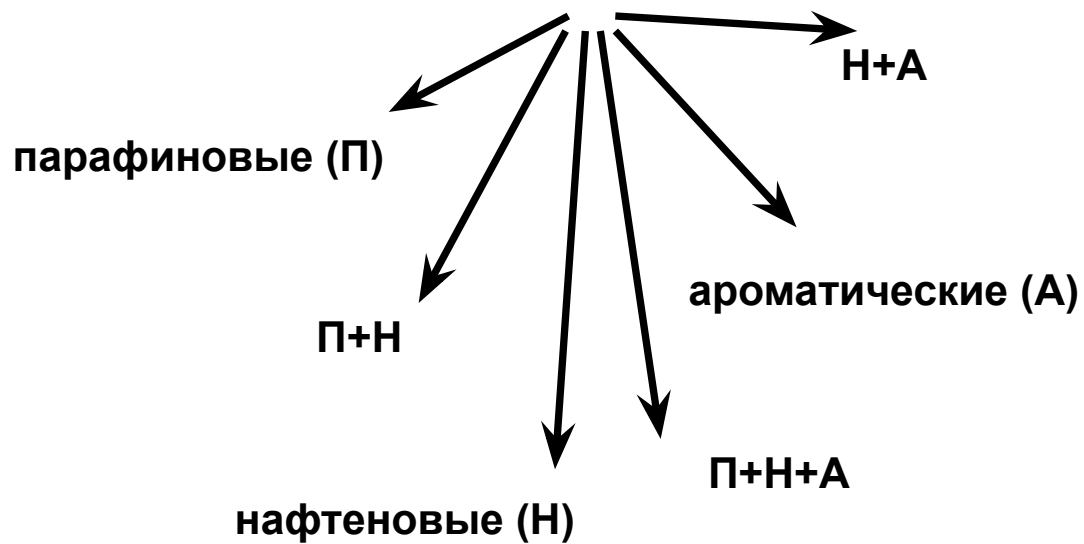 Н+А
парафиновые (П)
ароматические (А)
П+Н
П+Н+А
нафтеновые (Н)